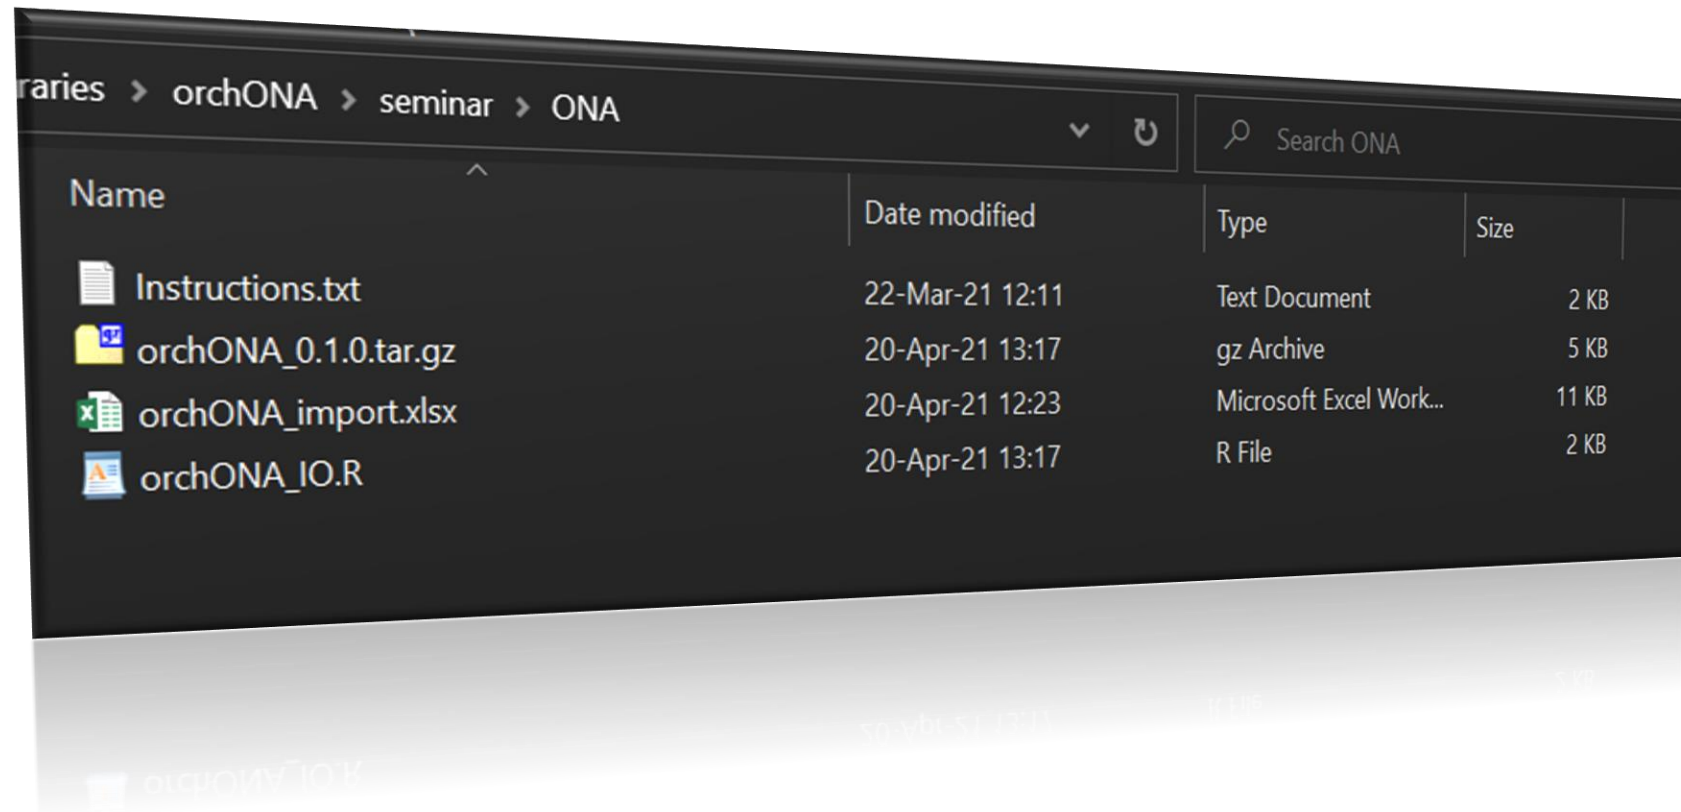 raries > orchONA > seminar > ONA
Search ONA
Name Date modified Type Size
Instructions.txt 22-Mar-21 12:11 Text Document 2 KB
orchONA_0.1.0.tar.gz 20-Apr-21 13:17 gz Archive 5 KB
orchONA_import.xlsx 20-Apr-21 12:23 Microsoft Excel Work... 11 KB
orchONA_IO.R 20-Apr-21 13:17 R File 2 KB